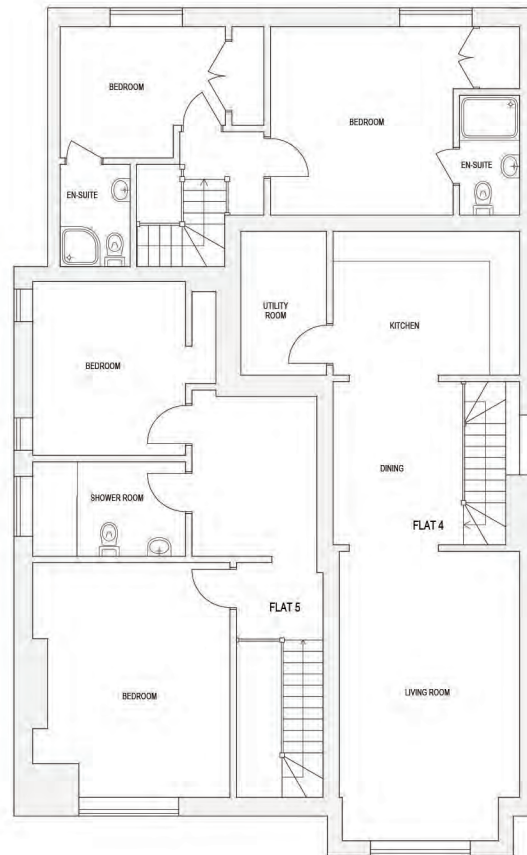 BEDROOM
BEDROOM
EN-SUITE
EN-SUITE
UTILITY
ROOM
KITCHEN
BEDROOM
DINING
SHOWER ROOM
FLAT 4
FLAT 5
BEDROOM
LIVING ROOM